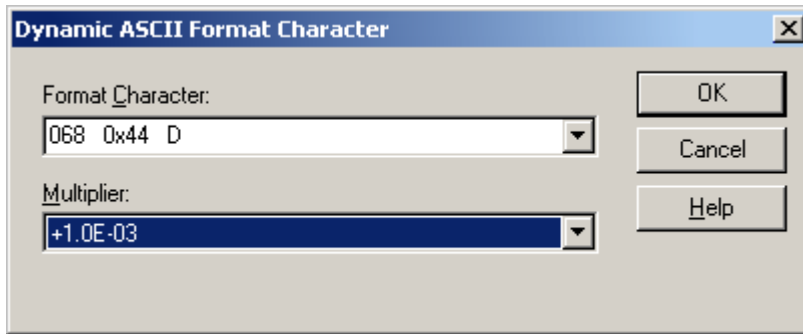 Dynamic ASCII Format Character
Format Character:
068 0x44 D
Multiplier:
+1.0E-03
OK
Cancel
Help